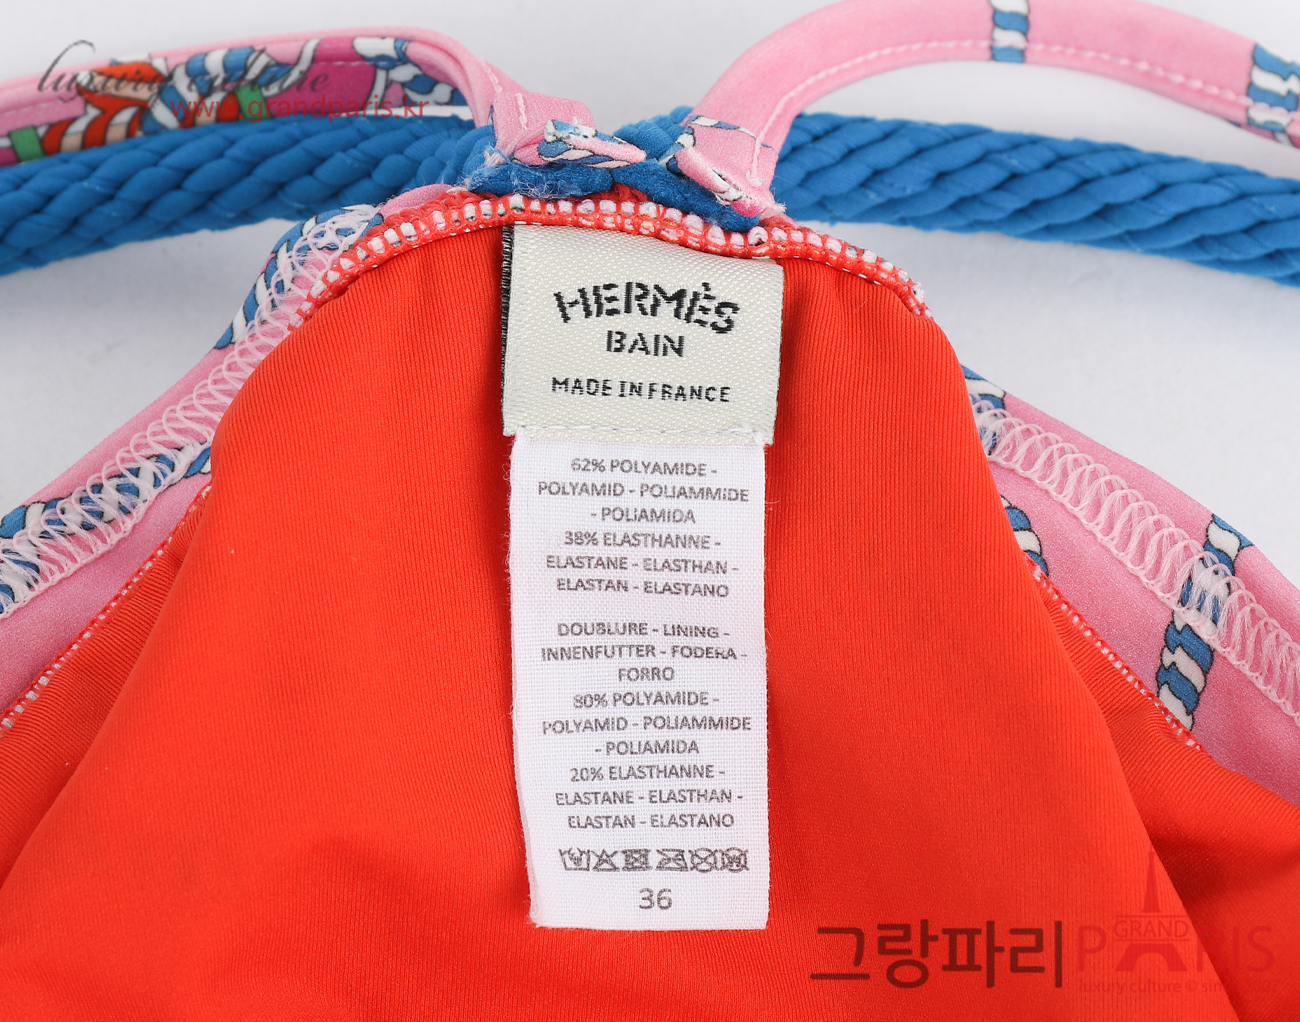 luxury culture
www.grandparis.kr
HERMÈS
BAIN
MADE IN FRANCE
62% POLYAMIDE -
POLYAMID - POLIAMMIDE
- POLIAMIDA
38% ELASTHANNE -
ELASTANE - ELASTHAN -
ELASTAN - ELASTANO
DOUBLURE - LINING -
INNENFUTTER - FODERA -
FORRO
80% POLYAMIDE -
POLYAMID - POLIAMMIDE
- POLIAMIDA
20% ELASTHANNE -
ELASTANE - ELASTHAN -
ELASTAN - ELASTANO
36
그랑파리 GRAND PARIS
luxury culture ©